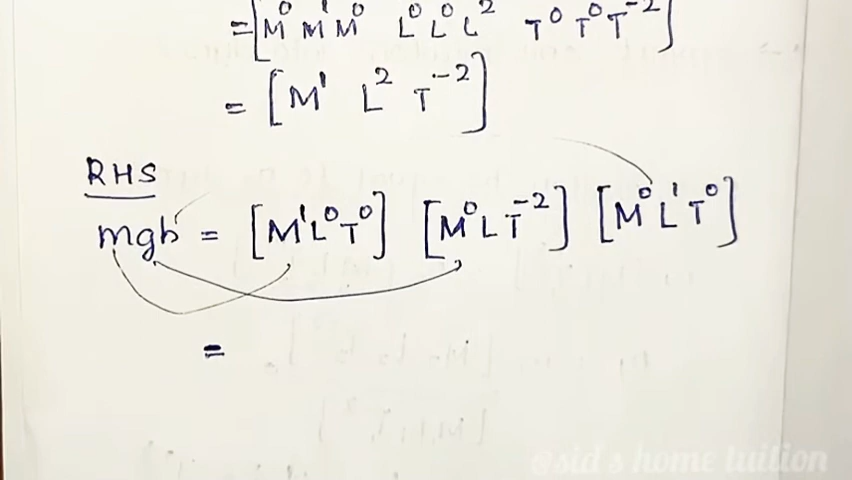 =[M⁰ M¹ M⁰ L⁰ L⁰ L² T⁰ T⁰ T⁻²]
= [M¹ L² T⁻²]
RHS
mgh = [M¹L⁰T⁰] [M⁰LT⁻²] [M⁰L¹T⁰]
=
@sid's home tuition